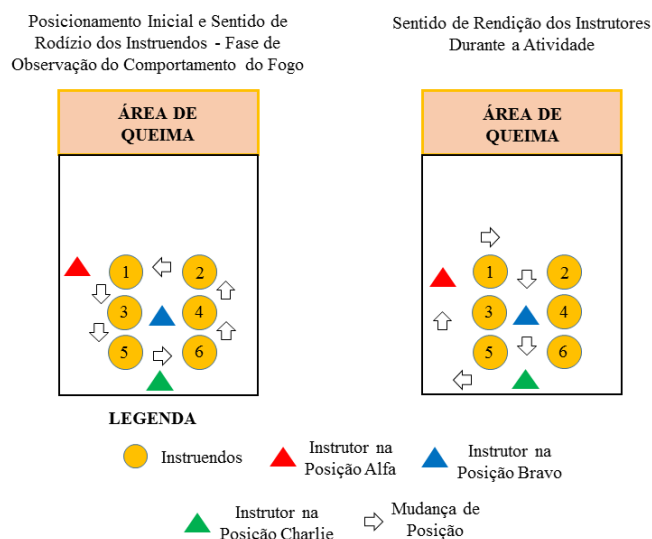 Posicionamento Inicial e Sentido de
Rodízio dos Instruendos - Fase de
Observação do Comportamento do Fogo
ÁREA DE
QUEIMA
1
2
3
4
5
6
Sentido de Rendição dos Instrutores
Durante a Atividade
ÁREA DE
QUEIMA
1
2
3
4
5
6
LEGENDA
Instruendos
Instrutor na
Posição Alfa
Instrutor na
Posição Bravo
Instrutor na
Posição Charlie
Mudança de
Posição